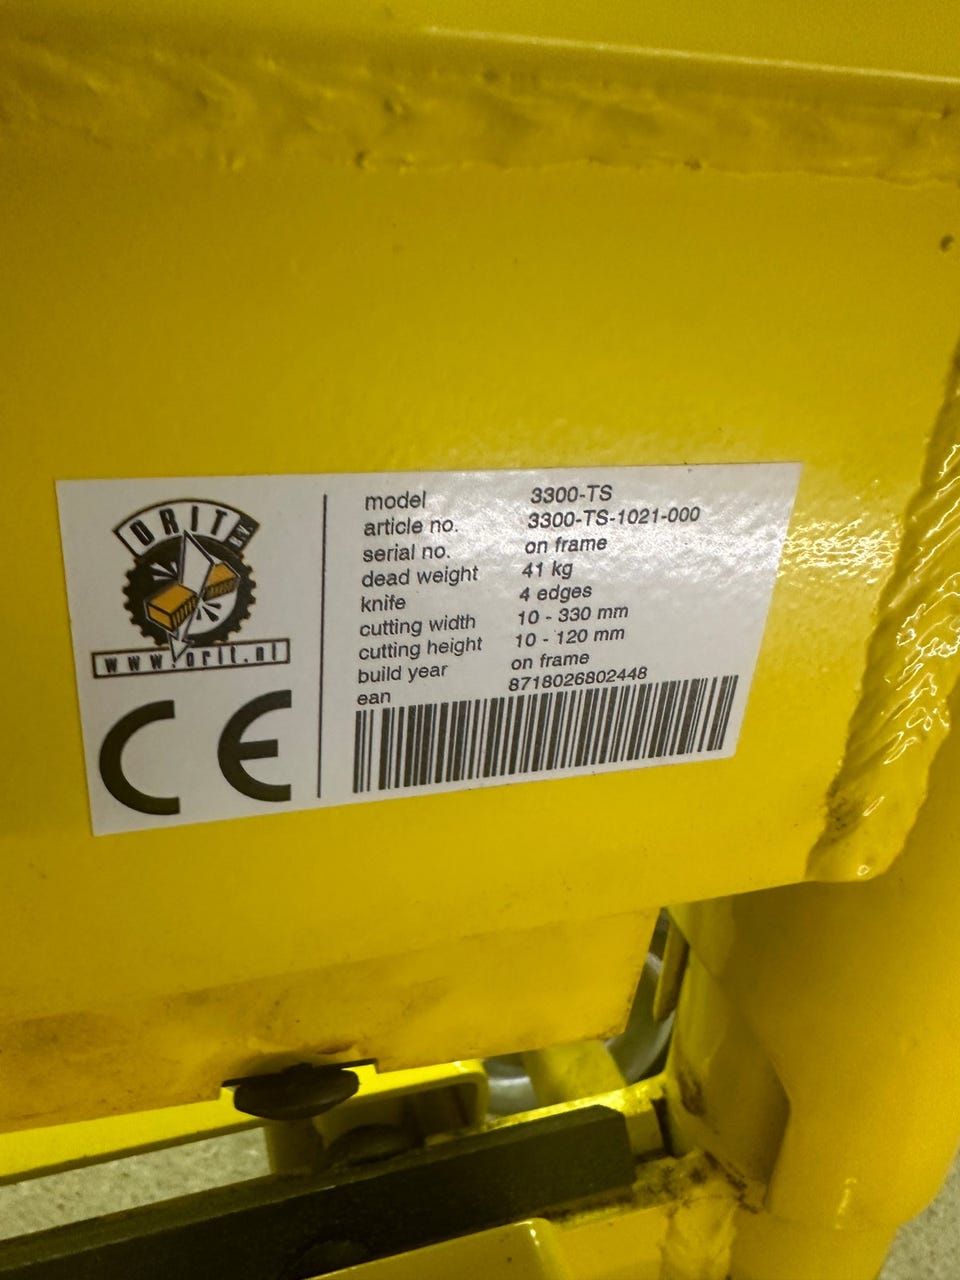 ORIT B.V.
www.orit.nl
CE
model 3300-TS
article no. 3300-TS-1021-000
serial no. on frame
dead weight 41 kg
knife 4 edges
cutting width 10 - 330 mm
cutting height 10 - 120 mm
build year on frame
ean 8718026802448